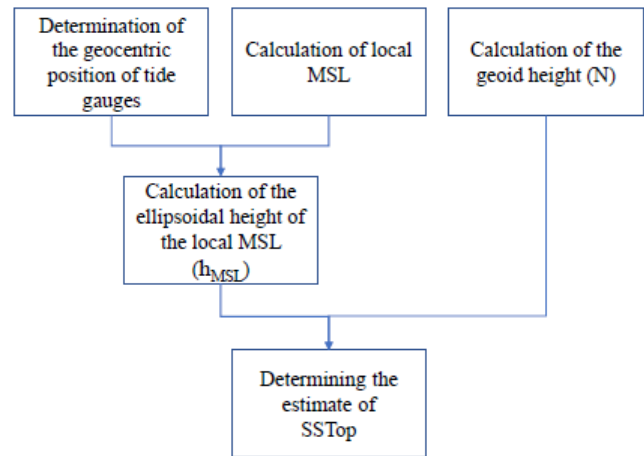 Determination of
the geocentric
position of tide
gauges
Calculation of local
MSL
Calculation of the
geoid height (N)
Calculation of the
ellipsoidal height of
the local MSL
(hMSL)
Determining the
estimate of
SSTop